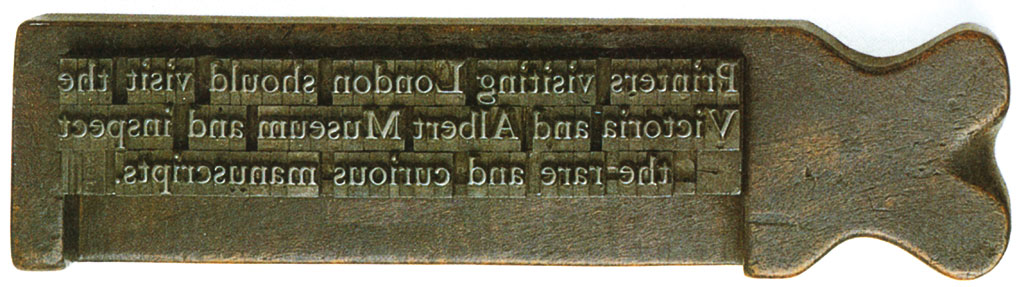 Printers visiting London should visit the
Victoria and Albert Museum and inspect
the rare and curious manuscripts.